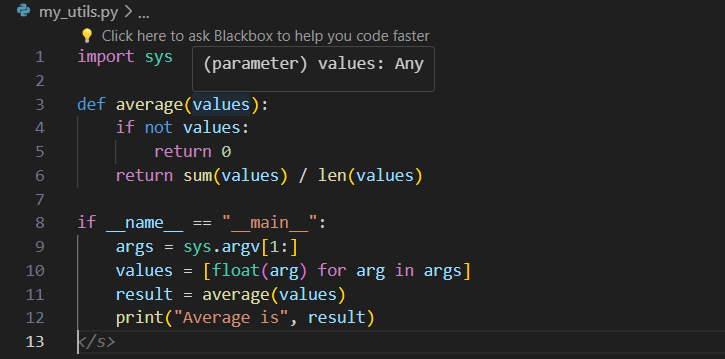 my_utils.py > ...
Click here to ask Blackbox to help you code faster
1 import sys
(parameter) values: Any
2
3 def average(values):
4     if not values:
5         return 0
6     return sum(values) / len(values)
7
8 if __name__ == "__main__":
9     args = sys.argv[1:]
10     values = [float(arg) for arg in args]
11     result = average(values)
12     print("Average is", result)
13 </s>